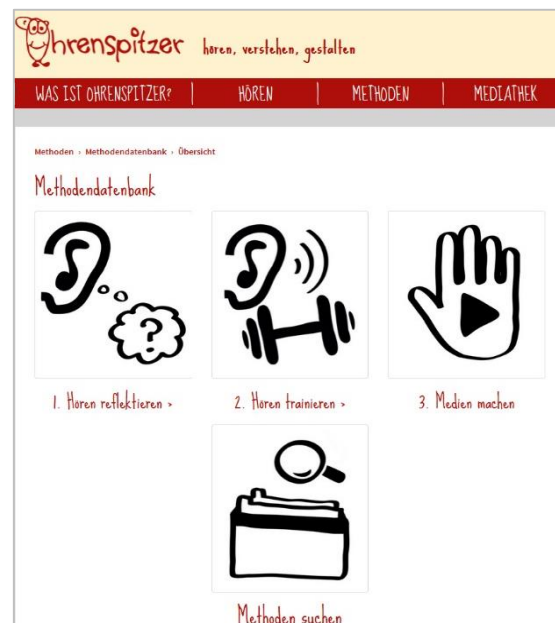 Ohrenspitzer hören, verstehen, gestalten
WAS IST OHRENSPITZER? | HÖREN | METHODEN | MEDIATHEK
Methoden › Methodendatenbank › Übersicht
Methodendatenbank
?
1. Hören reflektieren > 2. Hören trainieren > 3. Medien machen
Methoden suchen